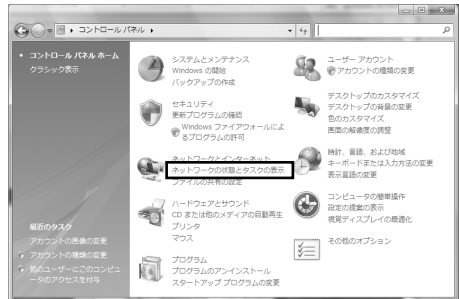 コントロール パネル
コントロール パネル ホーム
クラシック表示
システムとメンテナンス
Windows の開始
バックアップの作成
セキュリティ
更新プログラムの確認
Windows ファイアウォールによ
るプログラムの許可
ネットワークとインターネット
ネットワークの状態とタスクの表示
ファイルの共有の設定
ハードウェアとサウンド
CD または他のメディアの自動再生
プリンタ
マウス
プログラム
プログラムのアンインストール
スタートアップ プログラムの変更
ユーザー アカウント
アカウントの種類の変更
デスクトップのカスタマイズ
デスクトップの背景の変更
色のカスタマイズ
画面の解像度の調整
時計、言語、および地域
キーボードまたは入力方法の変更
表示言語の変更
コンピュータの簡単操作
設定の提案の表示
視覚ディスプレイの最適化
その他のオプション
最近のタスク
アカウントの画像の変更
アカウントの種類の変更
他のユーザーにこのコンピュ
ータのアクセスを付与